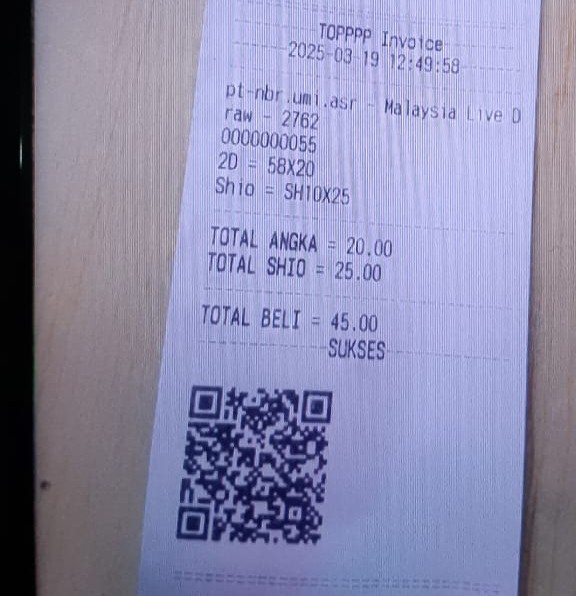 TOPPPP Invoice
2025-03-19 12:49:58
pt-nbr.umi.asr - Malaysia Live D
raw - 2762
0000000055
2D = 58X20
Shio = SH10X25
TOTAL ANGKA = 20.00
TOTAL SHIO = 25.00
TOTAL BELI = 45.00
SUKSES